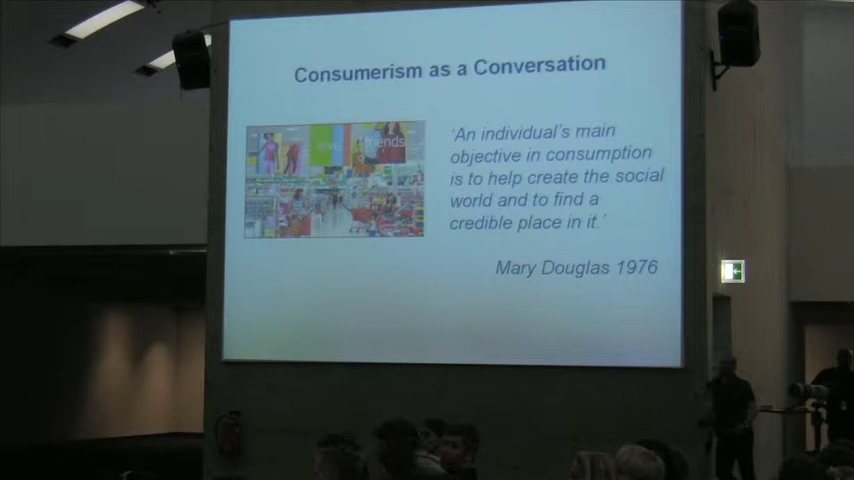 Consumerism as a Conversation
friends
'An individual's main
objective in consumption
is to help create the social
world and to find a
credible place in it.'
Mary Douglas 1976